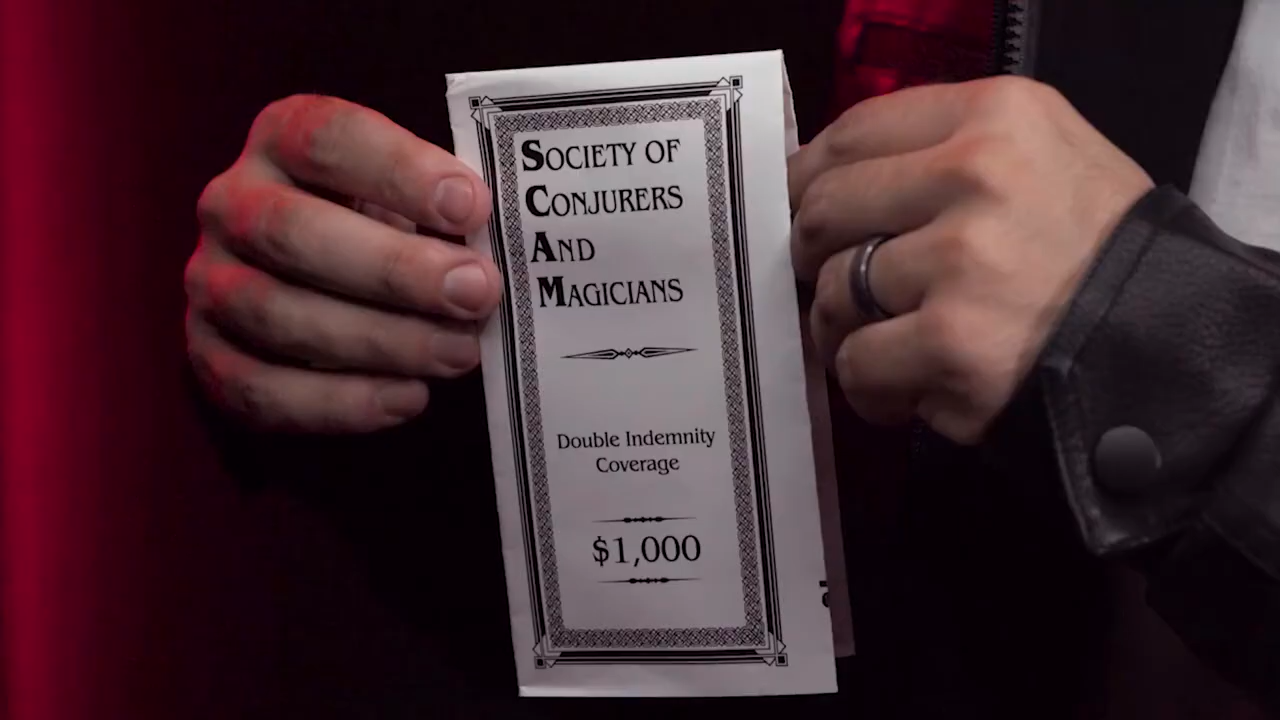 SOCIETY OF
CONJURERS
AND
MAGICIANS
Double Indemnity
Coverage
$1,000